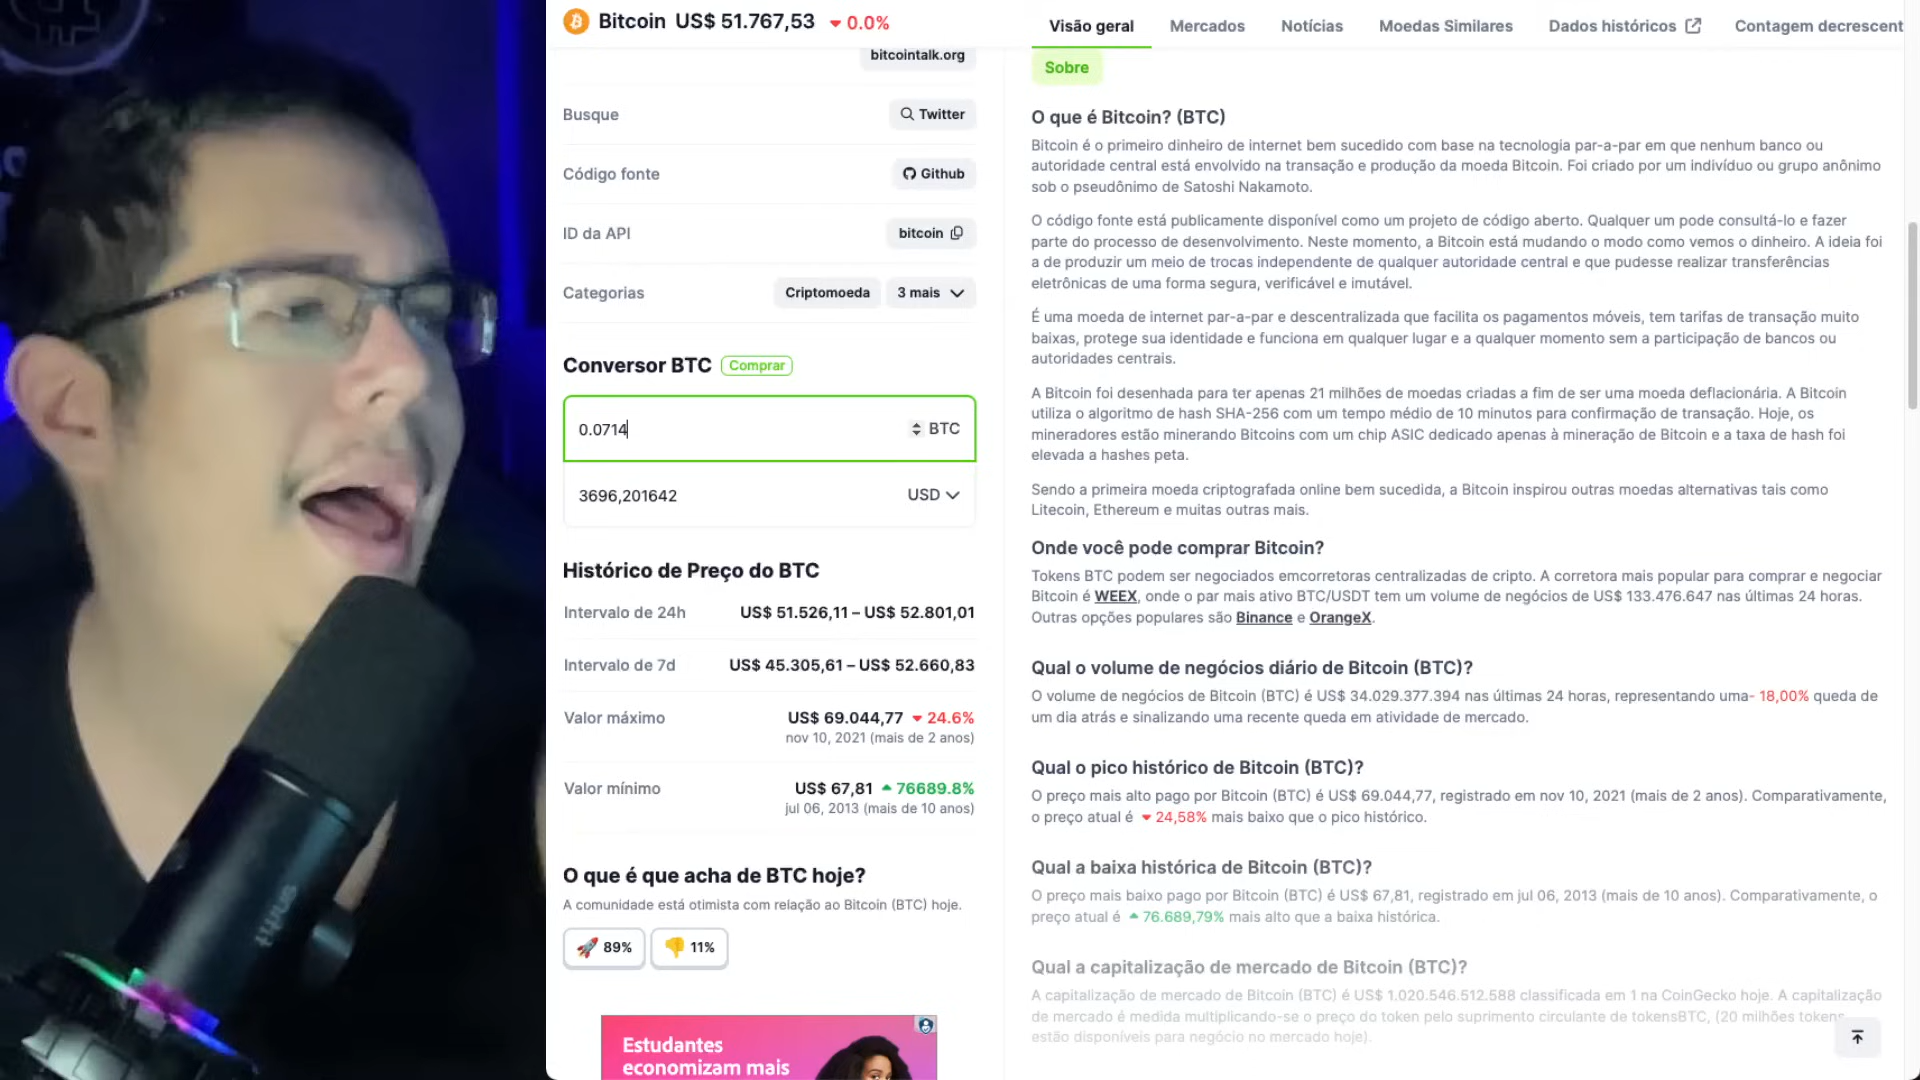 Bitcoin US$ 51.767,53 0.0%
bitcointalk.org
Busque Twitter
Código fonte Github
ID da API bitcoin
Categorias Criptomoeda 3 mais
Conversor BTC Comprar
0.0714 BTC
3696,201642 USD
Histórico de Preço do BTC
Intervalo de 24h US$ 51.526,11 – US$ 52.801,01
Intervalo de 7d US$ 45.305,61 – US$ 52.660,83
Valor máximo US$ 69.044,77 24.6%
nov 10, 2021 (mais de 2 anos)
Valor mínimo US$ 67,81 76689.8%
jul 06, 2013 (mais de 10 anos)
O que é que acha de BTC hoje?
A comunidade está otimista com relação ao Bitcoin (BTC) hoje.
89% 11%
Estudantes
economizam mais
Visão geral Mercados Notícias Moedas Similares Dados históricos Contagem decrescent
Sobre
O que é Bitcoin? (BTC)
Bitcoin é o primeiro dinheiro de internet bem sucedido com base na tecnologia par-a-par em que nenhum banco ou
autoridade central está envolvido na transação e produção da moeda Bitcoin. Foi criado por um indivíduo ou grupo anônimo
sob o pseudônimo de Satoshi Nakamoto.
O código fonte está publicamente disponível como um projeto de código aberto. Qualquer um pode consultá-lo e fazer
parte do processo de desenvolvimento. Neste momento, a Bitcoin está mudando o modo como vemos o dinheiro. A ideia foi
a de produzir um meio de trocas independente de qualquer autoridade central e que pudesse realizar transferências
eletrônicas de uma forma segura, verificável e imutável.
É uma moeda de internet par-a-par e descentralizada que facilita os pagamentos móveis, tem tarifas de transação muito
baixas, protege sua identidade e funciona em qualquer lugar e a qualquer momento sem a participação de bancos ou
autoridades centrais.
A Bitcoin foi desenhada para ter apenas 21 milhões de moedas criadas a fim de ser uma moeda deflacionária. A Bitcoin
utiliza o algoritmo de hash SHA-256 com um tempo médio de 10 minutos para confirmação de transação. Hoje, os
mineradores estão minerando Bitcoins com um chip ASIC dedicado apenas à mineração de Bitcoin e a taxa de hash foi
elevada a hashes peta.
Sendo a primeira moeda criptografada online bem sucedida, a Bitcoin inspirou outras moedas alternativas tais como
Litecoin, Ethereum e muitas outras mais.
Onde você pode comprar Bitcoin?
Tokens BTC podem ser negociados emcorretoras centralizadas de cripto. A corretora mais popular para comprar e negociar
Bitcoin é WEEX, onde o par mais ativo BTC/USDT tem um volume de negócios de US$ 133.476.647 nas últimas 24 horas.
Outras opções populares são Binance e OrangeX.
Qual o volume de negócios diário de Bitcoin (BTC)?
O volume de negócios de Bitcoin (BTC) é US$ 34.029.377.394 nas últimas 24 horas, representando uma- 18,00% queda de
um dia atrás e sinalizando uma recente queda em atividade de mercado.
Qual o pico histórico de Bitcoin (BTC)?
O preço mais alto pago por Bitcoin (BTC) é US$ 69.044,77, registrado em nov 10, 2021 (mais de 2 anos). Comparativamente,
o preço atual é 24,58% mais baixo que o pico histórico.
Qual a baixa histórica de Bitcoin (BTC)?
O preço mais baixo pago por Bitcoin (BTC) é US$ 67,81, registrado em jul 06, 2013 (mais de 10 anos). Comparativamente, o
preço atual é 76.689,79% mais alto que a baixa histórica.
Qual a capitalização de mercado de Bitcoin (BTC)?
A capitalização de mercado de Bitcoin (BTC) é US$ 1.020.546.512.588 classificada em 1 na CoinGecko hoje. A capitalização
de mercado é medida multiplicando-se o preço do token pelo suprimento circulante de tokensBTC, (20 milhões tokens
estão disponíveis para negócio no mercado hoje).